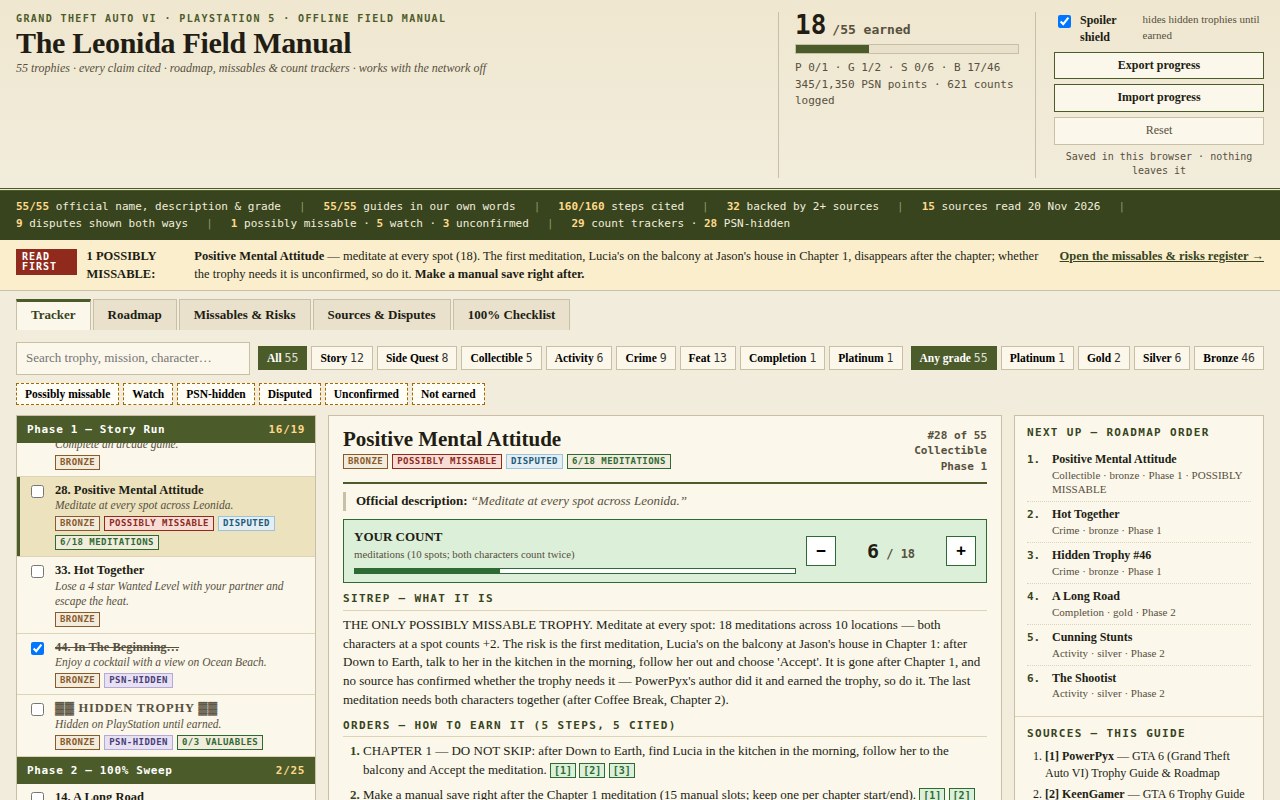 GRAND THEFT AUTO VI · PLAYSTATION 5 · OFFLINE FIELD MANUAL
The Leonida Field Manual
55 trophies · every claim cited · roadmap, missables & count trackers · works with the network off
18 /55 earned
P 0/1 · G 1/2 · S 0/6 · B 17/46
345/1,350 PSN points · 621 counts
logged
Spoiler shield
hides hidden trophies until earned
Export progress
Import progress
Reset
Saved in this browser · nothing leaves it
55/55 official name, description & grade | 55/55 guides in our own words | 160/160 steps cited | 32 backed by 2+ sources | 15 sources read 20 Nov 2026 |
9 disputes shown both ways | 1 possibly missable · 5 watch · 3 unconfirmed | 29 count trackers · 28 PSN-hidden
READ FIRST
1 POSSIBLY MISSABLE:
Positive Mental Attitude — meditate at every spot (18). The first meditation, Lucia's on the balcony at Jason's house in Chapter 1, disappears after the chapter; whether
the trophy needs it is unconfirmed, so do it. Make a manual save right after.
Open the missables & risks register →
Tracker
Roadmap
Missables & Risks
Sources & Disputes
100% Checklist
Search trophy, mission, character…
All 55
Story 12
Side Quest 8
Collectible 5
Activity 6
Crime 9
Feat 13
Completion 1
Platinum 1
Any grade 55
Platinum 1
Gold 2
Silver 6
Bronze 46
Possibly missable
Watch
PSN-hidden
Disputed
Unconfirmed
Not earned
Phase 1 — Story Run 16/19
Complete an arcade game.
BRONZE
28. Positive Mental Attitude
Meditate at every spot across Leonida.
BRONZE POSSIBLY MISSABLE DISPUTED
6/18 MEDITATIONS
33. Hot Together
Lose a 4 star Wanted Level with your partner and
escape the heat.
BRONZE
44. In The Beginning…
Enjoy a cocktail with a view on Ocean Beach.
BRONZE PSN-HIDDEN
▓▓ HIDDEN TROPHY ▓▓
Hidden on PlayStation until earned.
BRONZE PSN-HIDDEN 0/3 VALUABLES
Phase 2 — 100% Sweep 2/25
14. A Long Road
Positive Mental Attitude
BRONZE POSSIBLY MISSABLE DISPUTED 6/18 MEDITATIONS
#28 of 55
Collectible
Phase 1
Official description: “Meditate at every spot across Leonida.”
YOUR COUNT
meditations (10 spots; both characters count twice)
− 6 / 18 +
SITREP — WHAT IT IS
THE ONLY POSSIBLY MISSABLE TROPHY. Meditate at every spot: 18 meditations across 10 locations — both
characters at a spot counts +2. The risk is the first meditation, Lucia's on the balcony at Jason's house in Chapter 1: after
Down to Earth, talk to her in the kitchen in the morning, follow her out and choose 'Accept'. It is gone after Chapter 1, and
no source has confirmed whether the trophy needs it — PowerPyx's author did it and earned the trophy, so do it. The last
meditation needs both characters together (after Coffee Break, Chapter 2).
ORDERS — HOW TO EARN IT (5 STEPS, 5 CITED)
1. CHAPTER 1 — DO NOT SKIP: after Down to Earth, find Lucia in the kitchen in the morning, follow her to the
balcony and Accept the meditation. [1] [2] [3]
2. Make a manual save right after the Chapter 1 meditation (15 manual slots; keep one per chapter start/end). [1] [2]
NEXT UP — ROADMAP ORDER
1. Positive Mental Attitude
Collectible · bronze · Phase 1 · POSSIBLY
MISSABLE
2. Hot Together
Crime · bronze · Phase 1
3. Hidden Trophy #46
Crime · bronze · Phase 1
4. A Long Road
Completion · gold · Phase 2
5. Cunning Stunts
Activity · silver · Phase 2
6. The Shootist
Activity · silver · Phase 2
SOURCES — THIS GUIDE
1. [1] PowerPyx — GTA 6 (Grand Theft
Auto VI) Trophy Guide & Roadmap
2. [2] KeenGamer — GTA 6 Trophy Guide